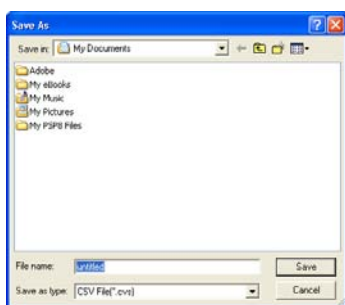 Save As
Save in: My Documents
Adobe
My eBooks
My Music
My Pictures
My PSP8 Files
File name: untitled Save
Save as type: CSV File(*.cvs) Cancel